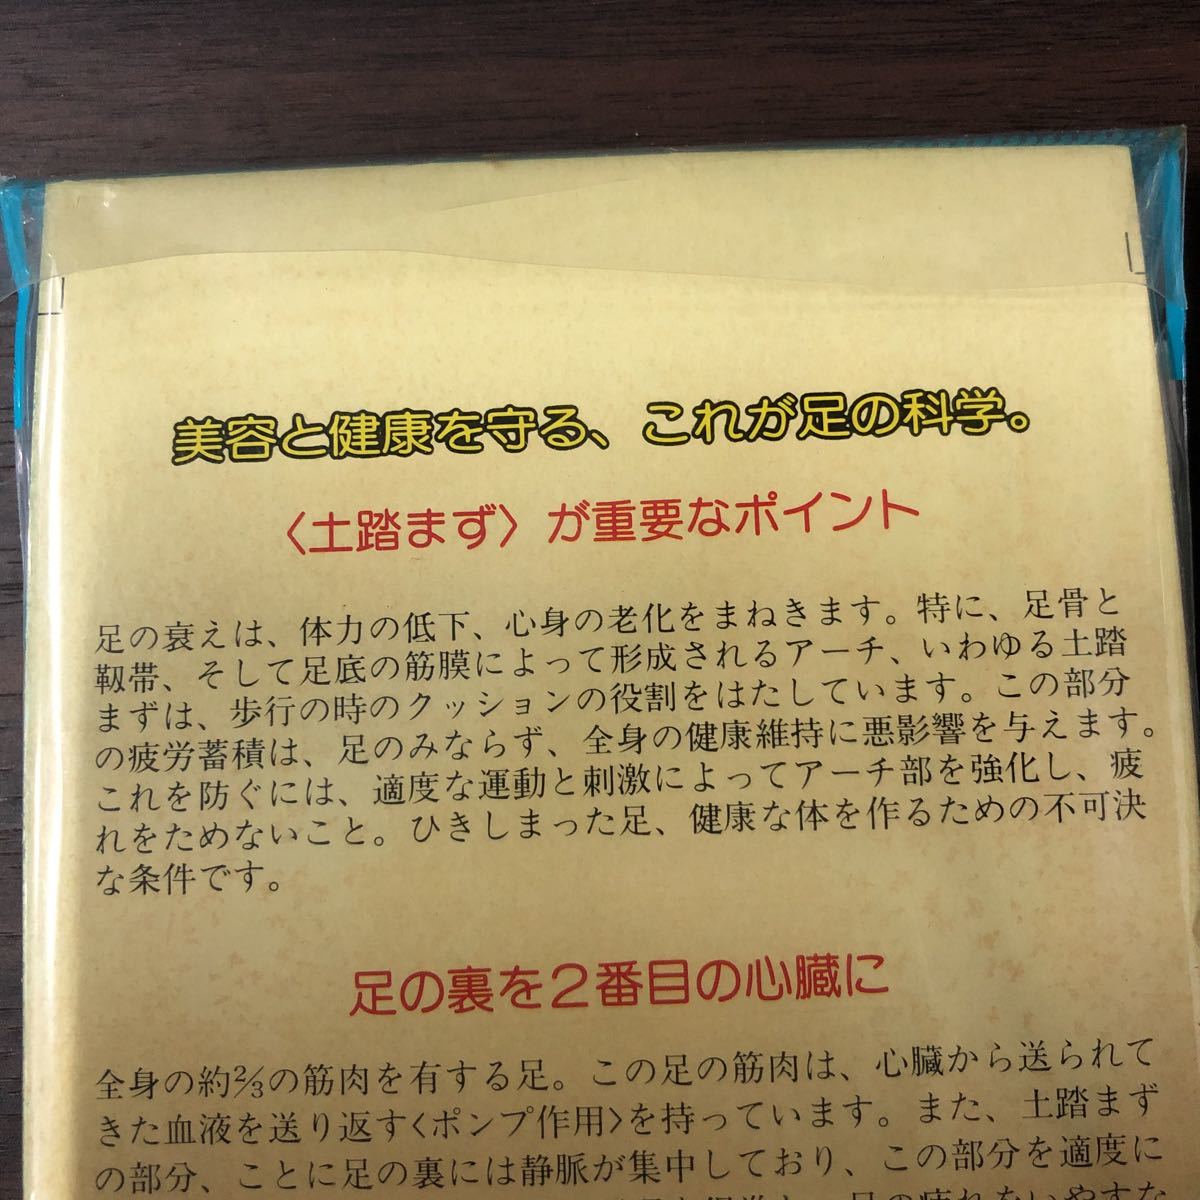 美容と健康を守る、これが足の科学。
〈土踏まず〉が重要なポイント
足の衰えは、体力の低下、心身の老化をまねきます。特に、足骨と
靱帯、そして足底の筋膜によって形成されるアーチ、いわゆる土踏
まずは、歩行の時のクッションの役割をはたしています。この部分
の疲労蓄積は、足のみならず、全身の健康維持に悪影響を与えます。
これを防ぐには、適度な運動と刺激によってアーチ部を強化し、疲
れをためないこと。ひきしまった足、健康な体を作るための不可決
な条件です。
足の裏を2番目の心臓に
全身の約⅔の筋肉を有する足。この足の筋肉は、心臓から送られて
きた血液を送り返す〈ポンプ作用〉を持っています。また、土踏まず
の部分、ことに足の裏には静脈が集中しており、この部分を適度に